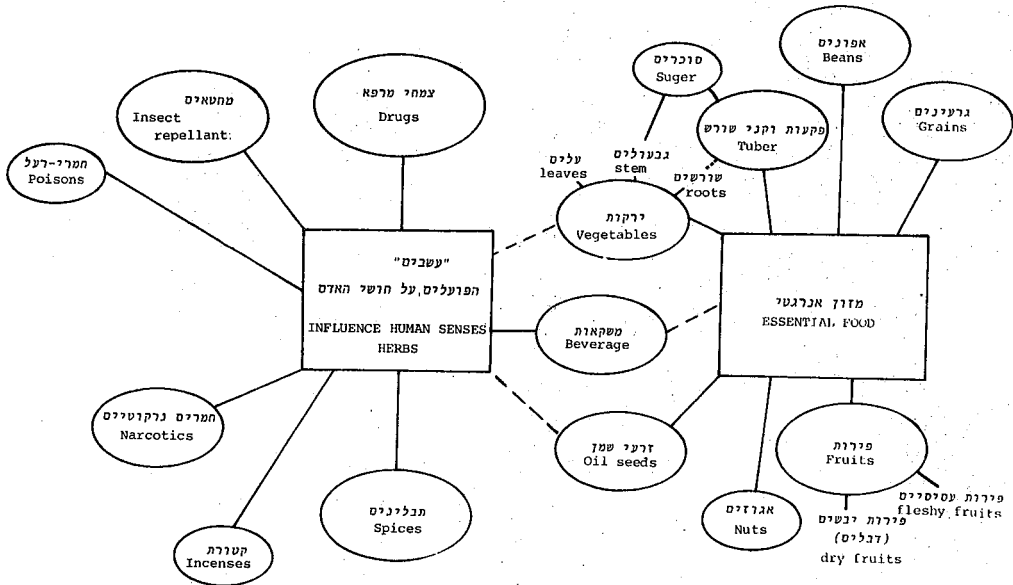 צמחי מרפא
Drugs
מחטאים
Insect
repellant
חמרי-רעל
Poisons
"עשבים"
הפועלים על חושי האדם
INFLUENCE HUMAN SENSES
HERBS
חמרים נרקוטיים
Narcotics
קטורת
Incenses
תבלינים
Spices
סוכרים
Suger
אפונים
Beans
גרעינים
Grains
פקעות וקני שורש
Tuber
עלים
leaves
גבעולים
stem
שורשים
roots
ירקות
Vegetables
משקאות
Beverage
זרעי שמן
Oil seeds
מזון אנרגטי
ESSENTIAL FOOD
אגוזים
Nuts
פירות
Fruits
פירות עסיסיים
fleshy fruits
פירות יבשים
(דבלים)
dry fruits